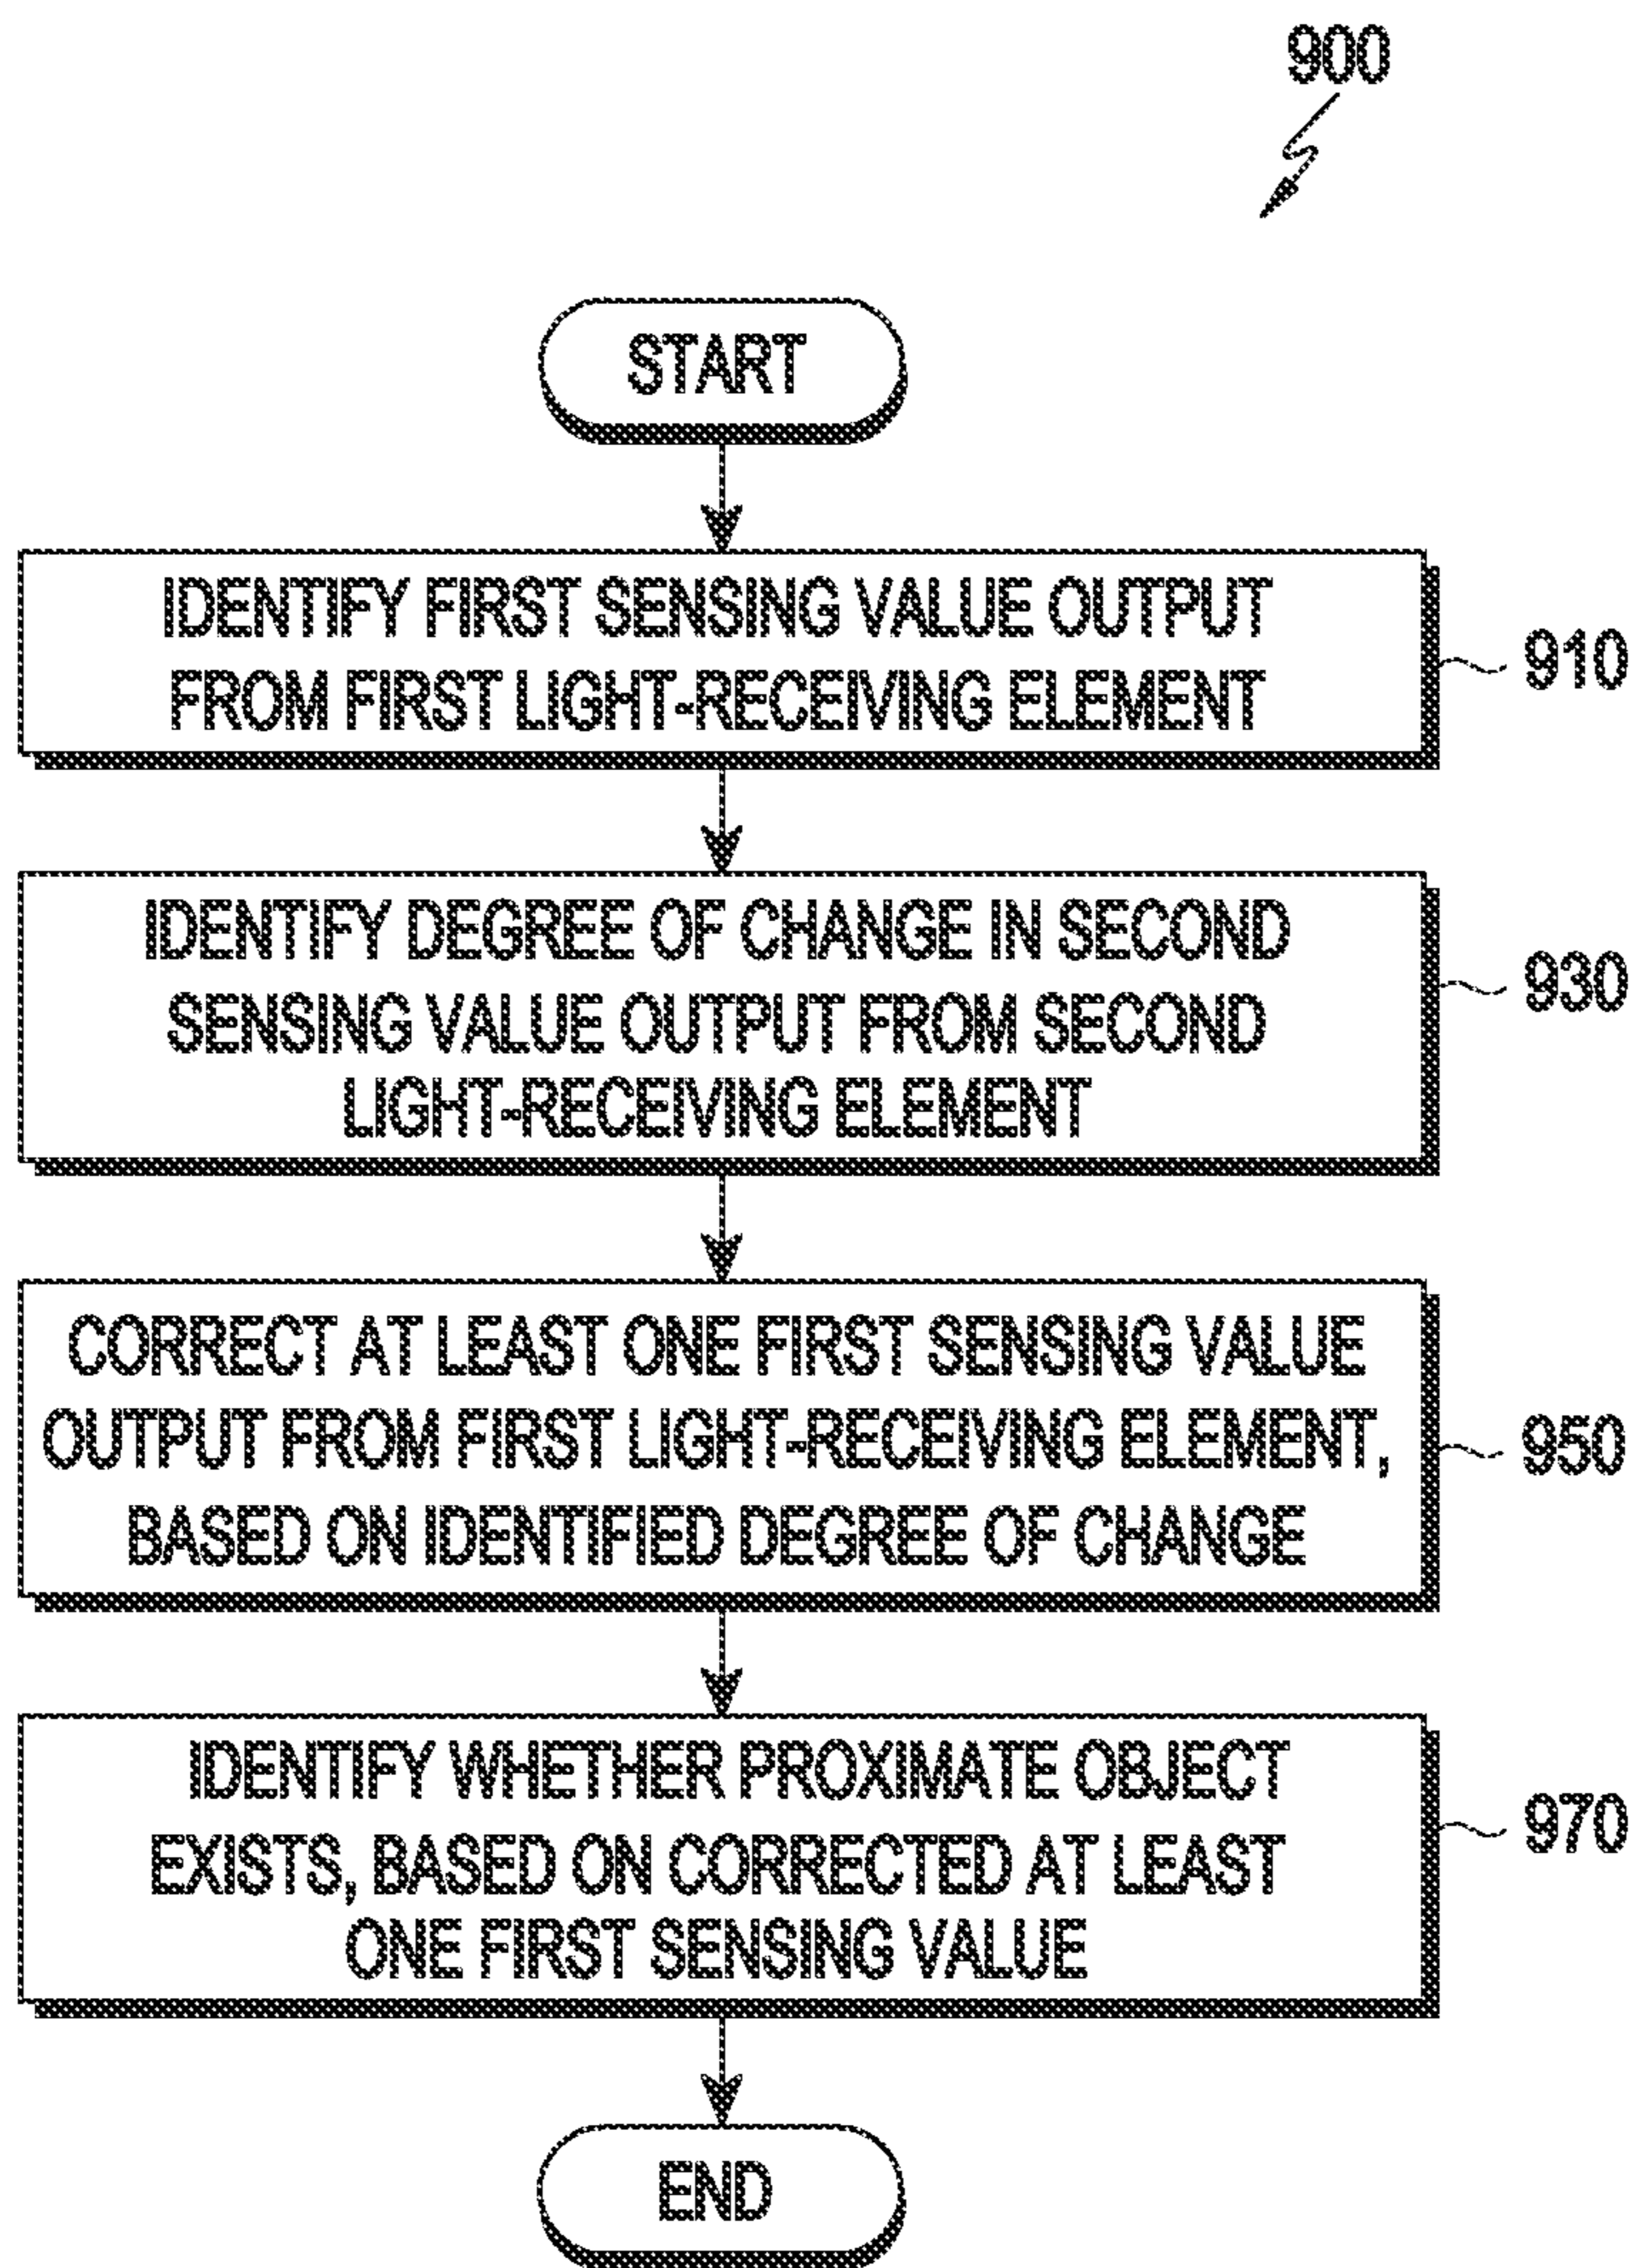 900
START
IDENTIFY FIRST SENSING VALUE OUTPUT
FROM FIRST LIGHT-RECEIVING ELEMENT
910
IDENTIFY DEGREE OF CHANGE IN SECOND
SENSING VALUE OUTPUT FROM SECOND
LIGHT-RECEIVING ELEMENT
930
CORRECT AT LEAST ONE FIRST SENSING VALUE
OUTPUT FROM FIRST LIGHT-RECEIVING ELEMENT,
BASED ON IDENTIFIED DEGREE OF CHANGE
950
IDENTIFY WHETHER PROXIMATE OBJECT
EXISTS, BASED ON CORRECTED AT LEAST
ONE FIRST SENSING VALUE
970
END